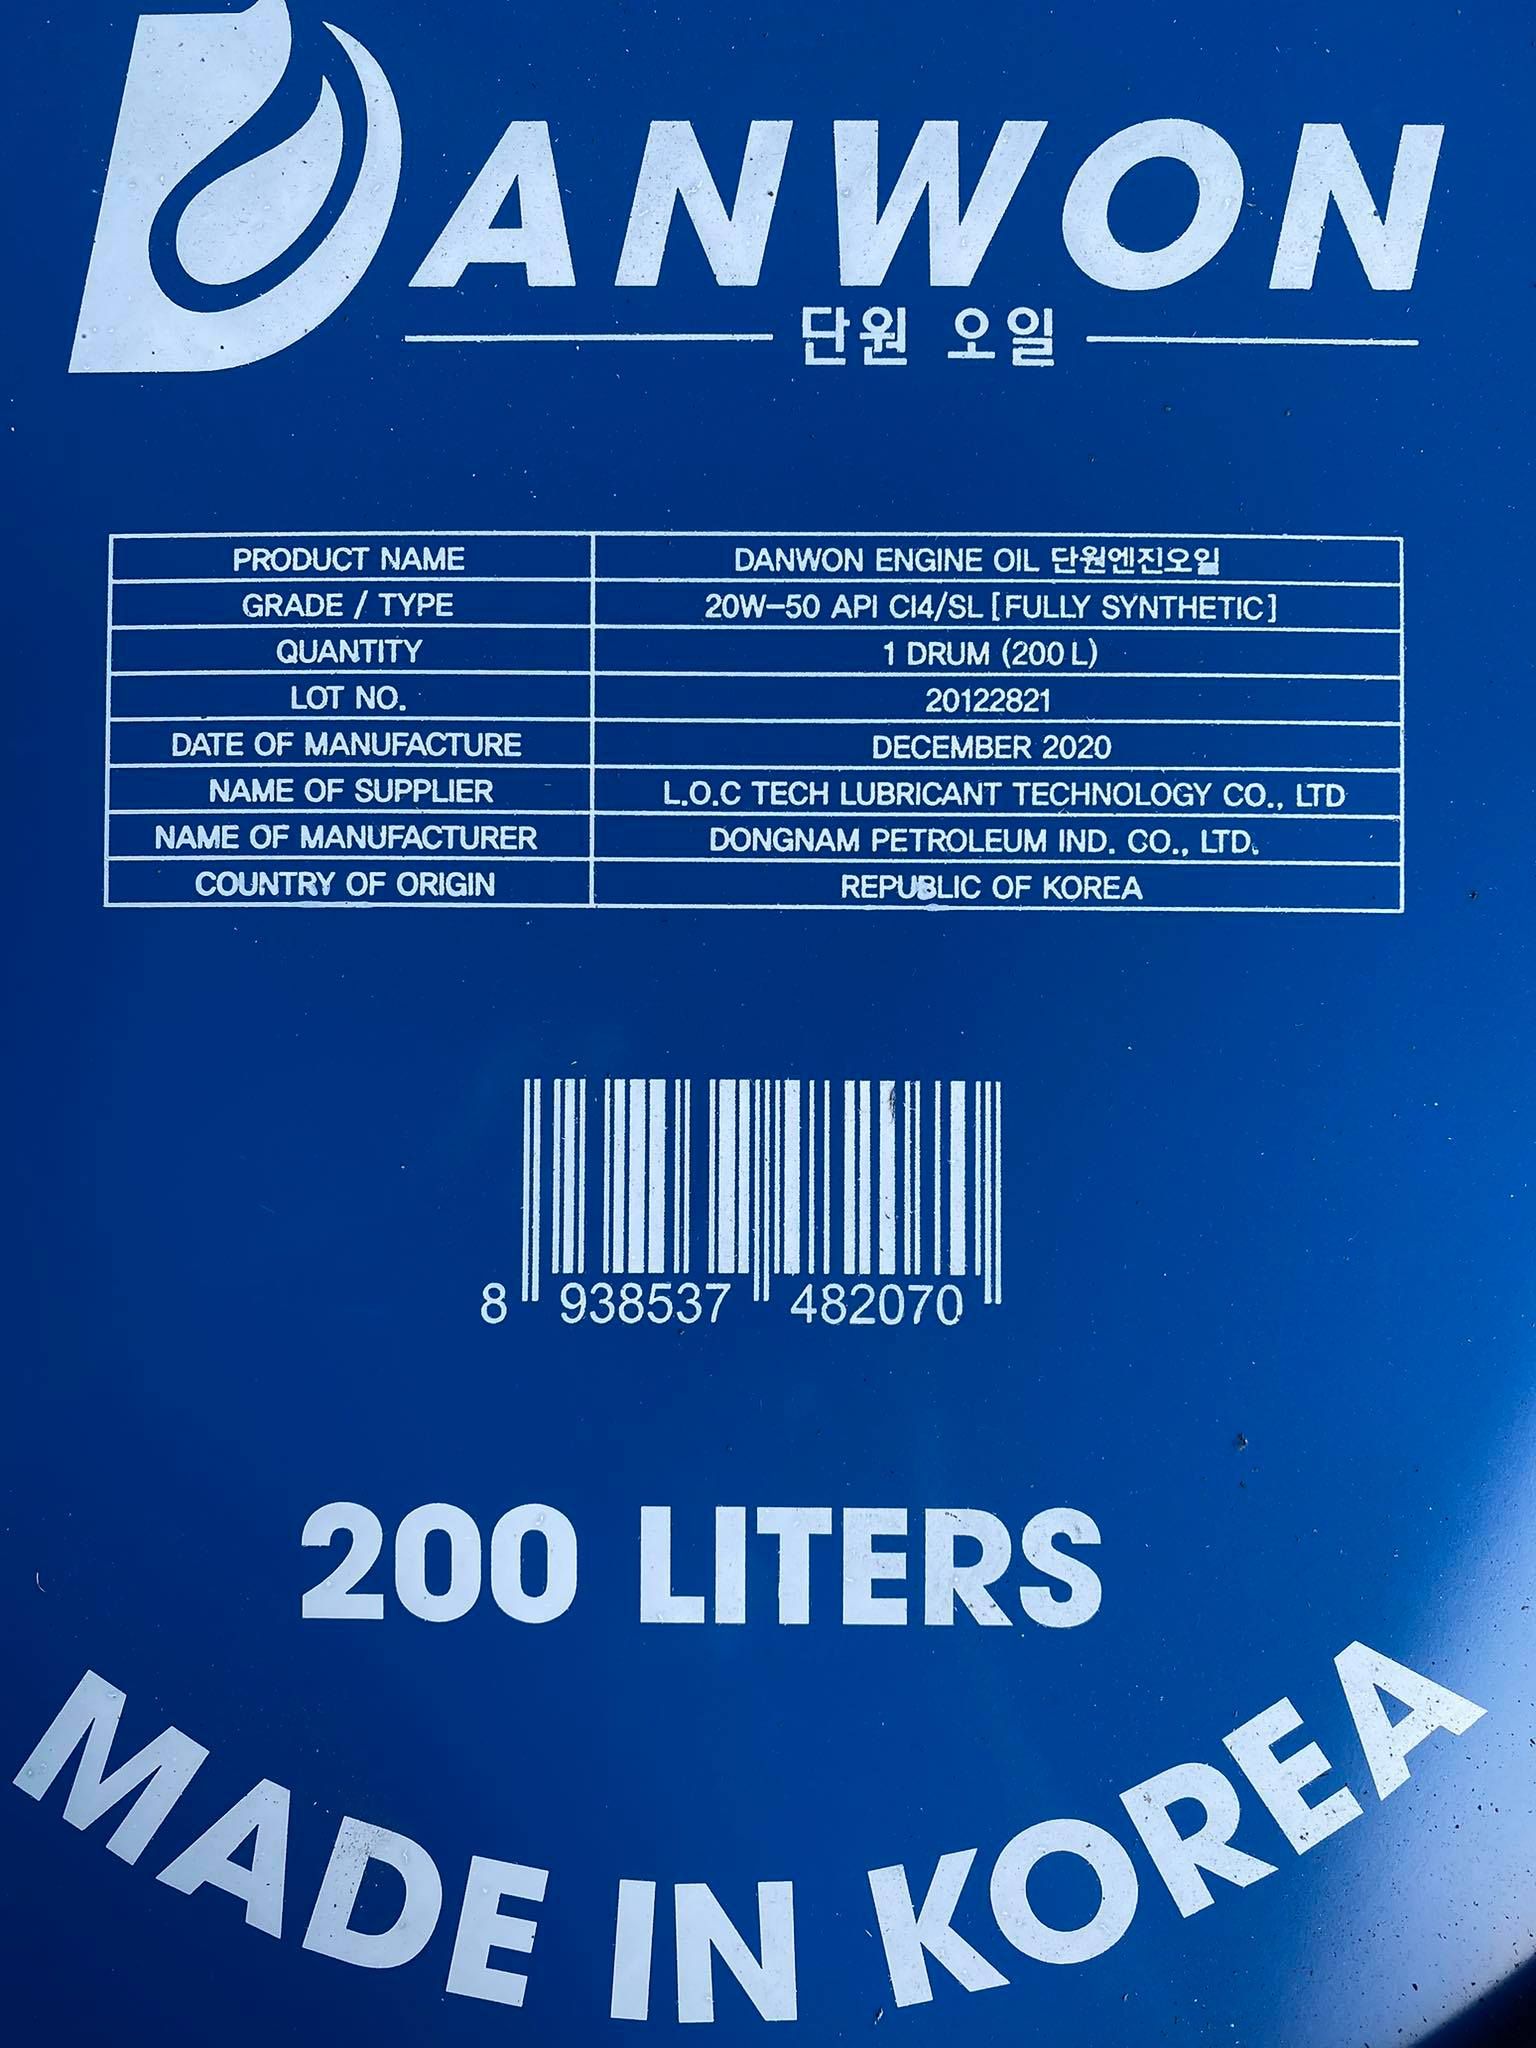 DANWON
단원 오일
PRODUCT NAME DANWON ENGINE OIL 단원엔진오일
GRADE / TYPE 20W-50 API CI4/SL [FULLY SYNTHETIC]
QUANTITY 1 DRUM (200 L)
LOT NO. 20122821
DATE OF MANUFACTURE DECEMBER 2020
NAME OF SUPPLIER L.O.C TECH LUBRICANT TECHNOLOGY CO., LTD
NAME OF MANUFACTURER DONGNAM PETROLEUM IND. CO., LTD.
COUNTRY OF ORIGIN REPUBLIC OF KOREA
8 938537 482070
200 LITERS
MADE IN KOREA